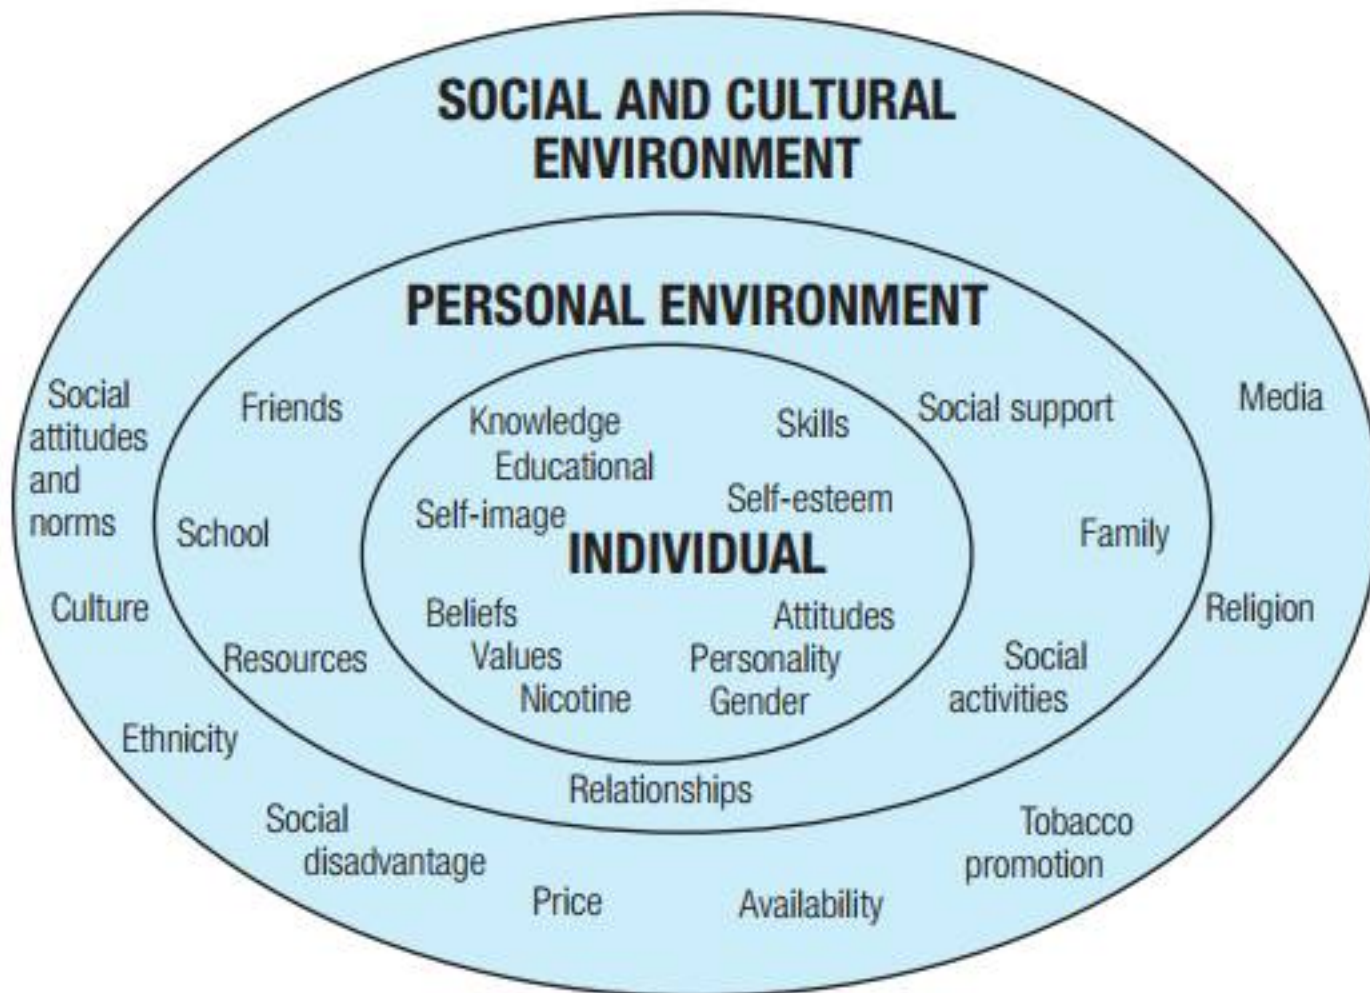 SOCIAL AND CULTURAL
ENVIRONMENT
PERSONAL ENVIRONMENT
Social
attitudes
and
norms
Friends
Knowledge
Educational
Skills
Social support
Media
Self-image
Self-esteem
School
INDIVIDUAL
Family
Culture
Beliefs
Values
Nicotine
Attitudes
Personality
Gender
Religion
Resources
Social
activities
Ethnicity
Relationships
Social
disadvantage
Price
Availability
Tobacco
promotion